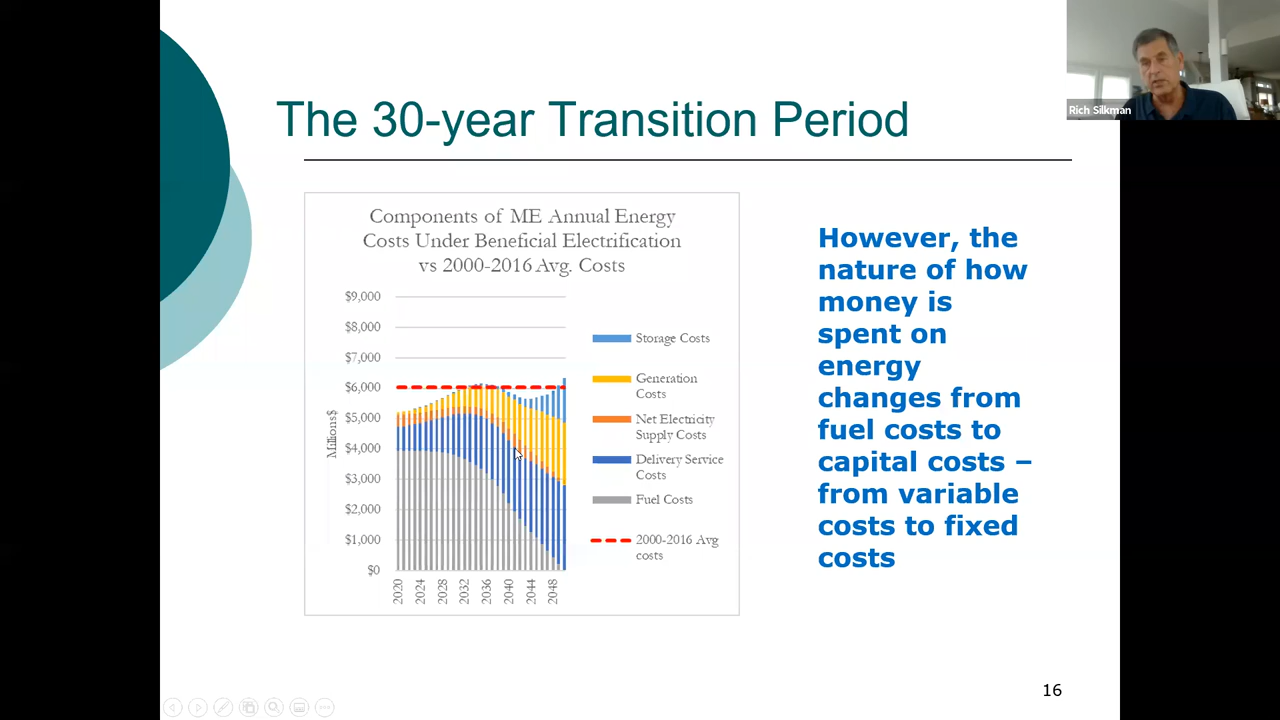 The 30-year Transition Period
Rich Silkman
Components of ME Annual Energy
Costs Under Beneficial Electrification
vs 2000-2016 Avg. Costs
$9,000
$8,000
$7,000
$6,000
$5,000
$4,000
$3,000
$2,000
$1,000
$0
Millions$
2020
2024
2028
2032
2036
2040
2044
2048
Storage Costs
Generation
Costs
Net Electricity
Supply Costs
Delivery Service
Costs
Fuel Costs
2000-2016 Avg
costs
However, the
nature of how
money is
spent on
energy
changes from
fuel costs to
capital costs –
from variable
costs to fixed
costs
16